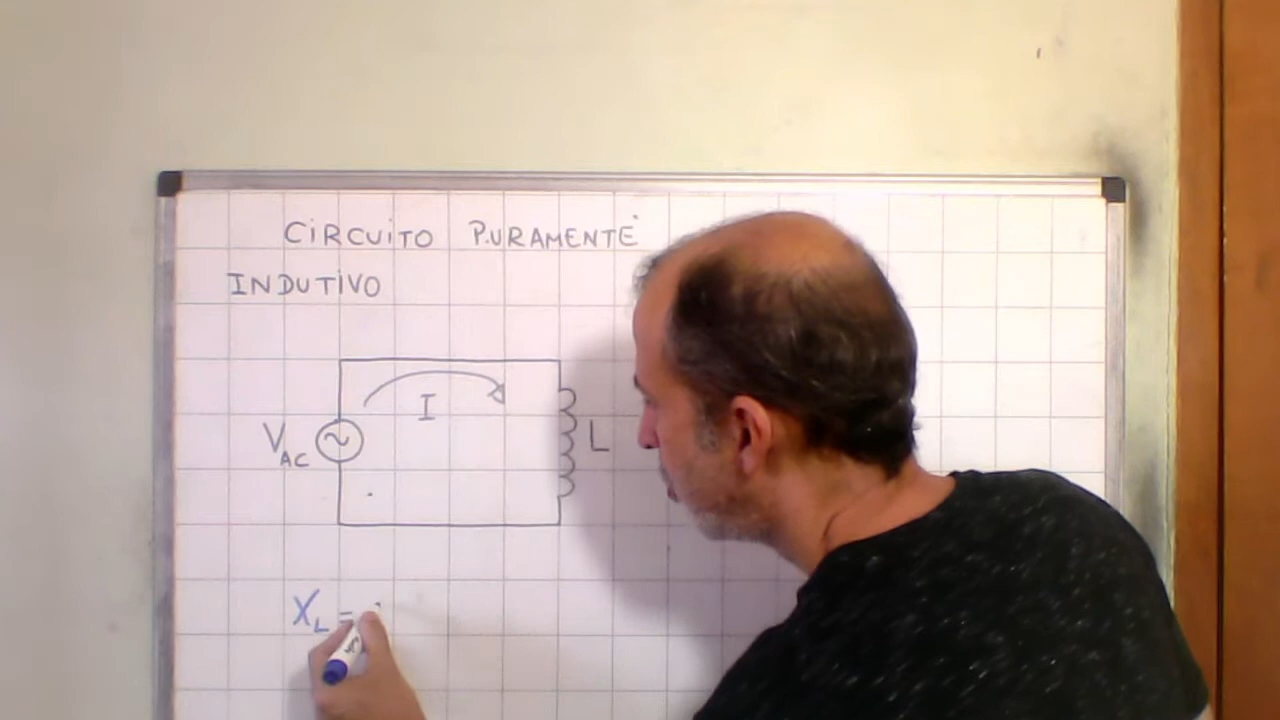 CIRCUITO PURAMENTE
INDUTIVO
I
V AC
L
X L =